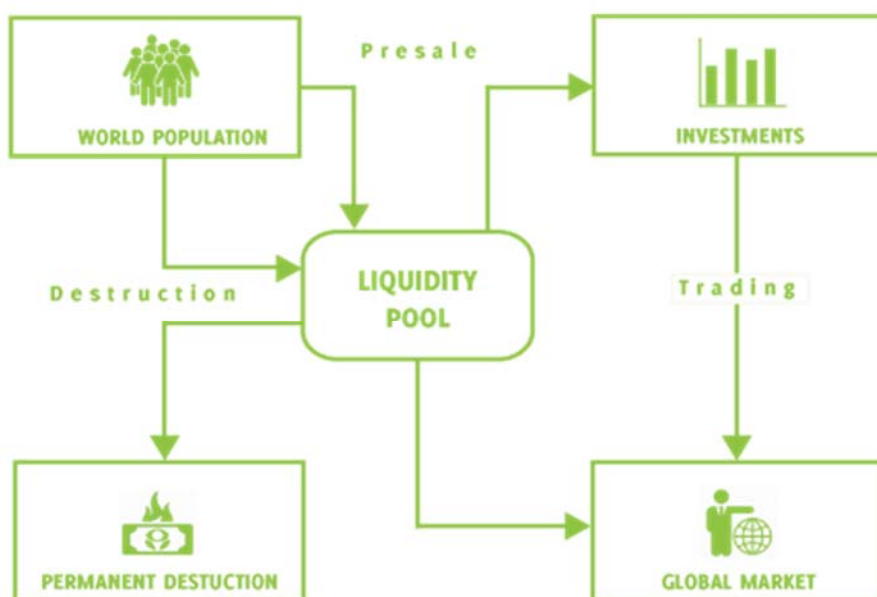 Presale
WORLD POPULATION
INVESTMENTS
LIQUIDITY
POOL
Destruction
Trading
PERMANENT DESTUCTION
GLOBAL MARKET